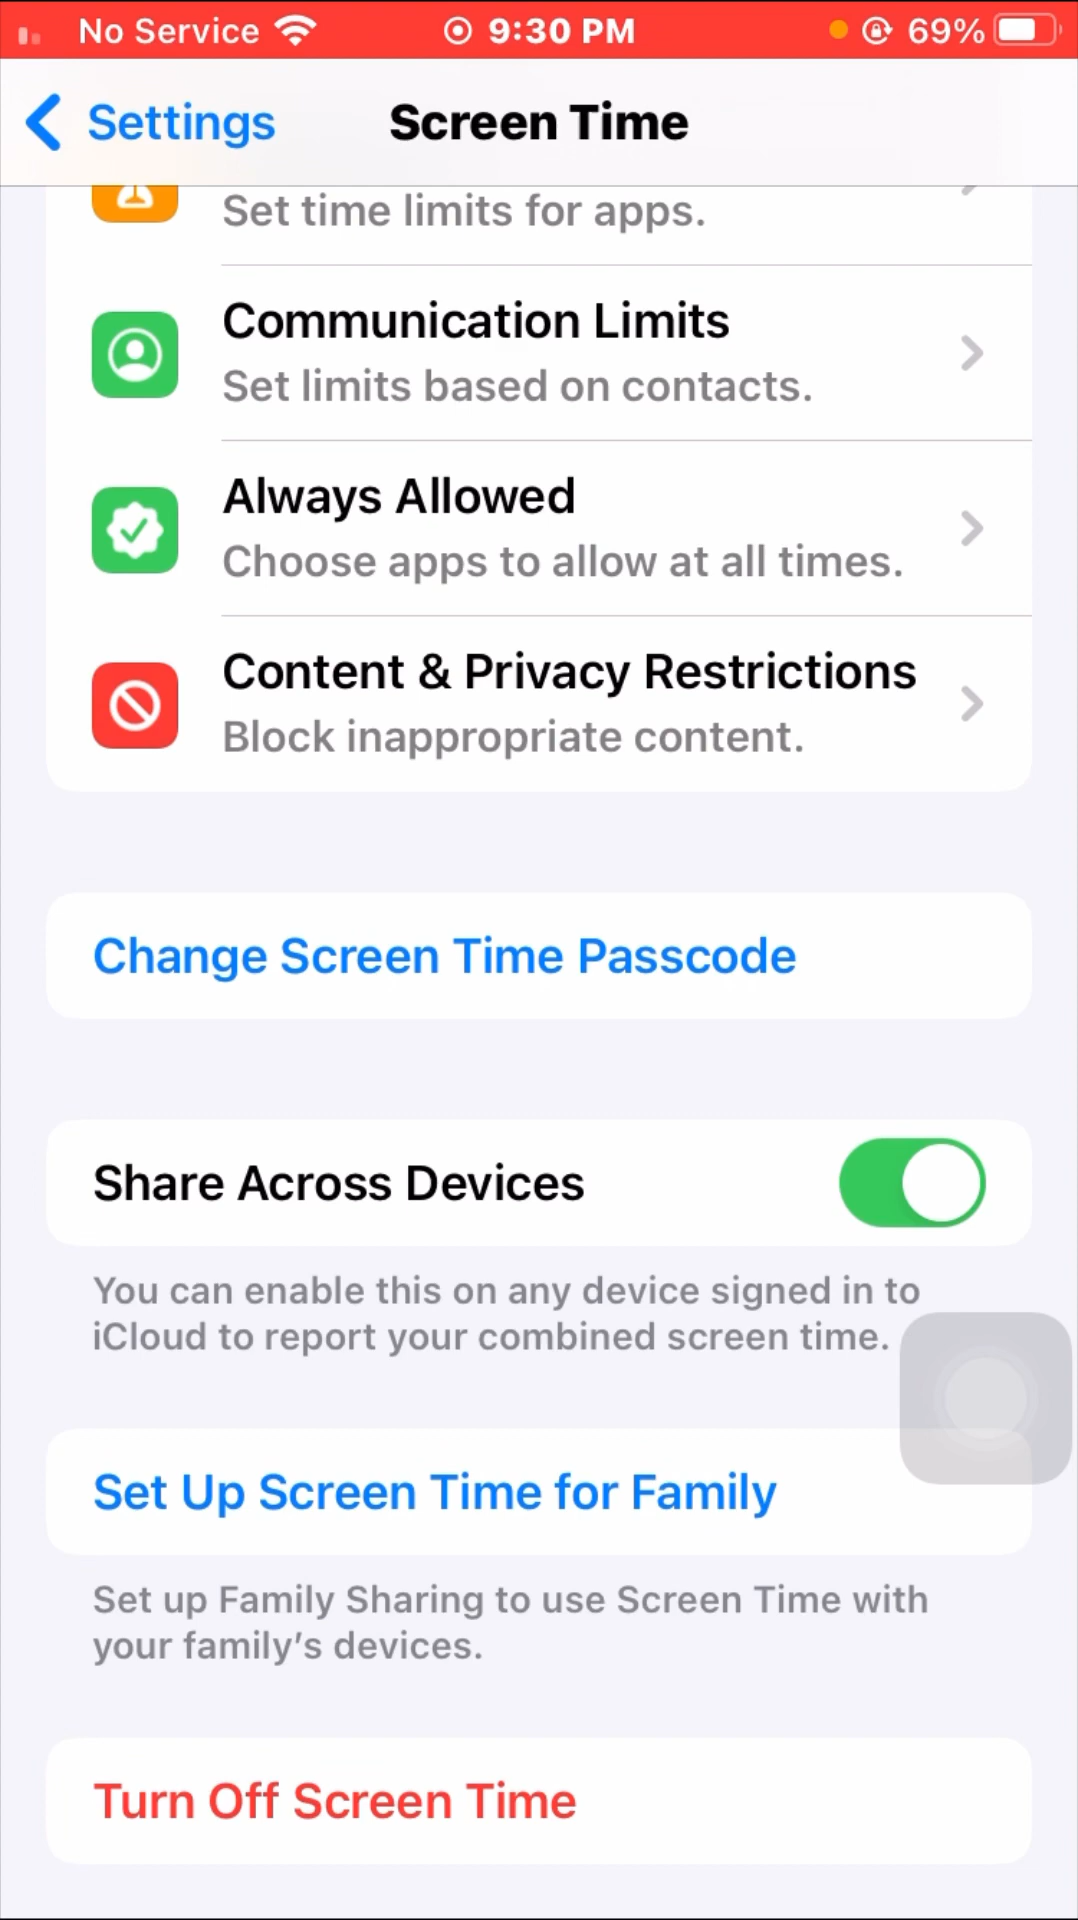 No Service 9:30 PM 69%
Settings Screen Time
Set time limits for apps.
Communication Limits
Set limits based on contacts.
Always Allowed
Choose apps to allow at all times.
Content & Privacy Restrictions
Block inappropriate content.
Change Screen Time Passcode
Share Across Devices
You can enable this on any device signed in to
iCloud to report your combined screen time.
Set Up Screen Time for Family
Set up Family Sharing to use Screen Time with
your family’s devices.
Turn Off Screen Time